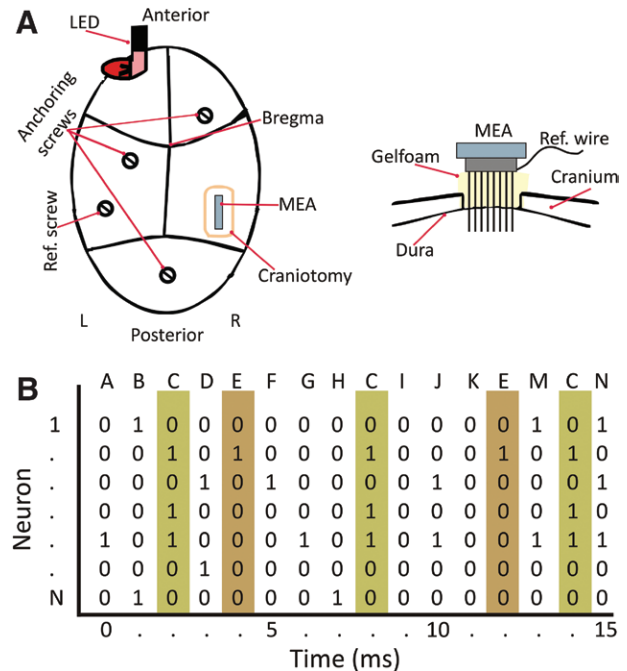 A
LED
Anterior
Anchoring
screws
Bregma
MEA
Ref. screw
Craniotomy
L
Posterior
R
MEA
Ref. wire
Gelfoam
Cranium
Dura
B
A B C D E F G H C I J K E M C N
1 0 1 0 0 0 0 0 0 0 0 0 0 0 1 0 1
. 0 0 1 0 1 0 0 0 1 0 0 0 1 0 1 0
. 0 0 0 1 0 1 0 0 0 0 1 0 0 0 0 1
. 0 0 1 0 0 0 0 0 1 0 0 0 0 0 1 0
. 1 0 1 0 0 0 1 0 1 0 1 0 0 1 1 1
. 0 0 0 1 0 0 0 0 0 0 0 0 0 0 0 0
N 0 1 0 0 0 0 0 1 0 0 0 0 0 0 0 0
Neuron
0 . . . . 5 . . . . 10 . . . . 15
Time (ms)